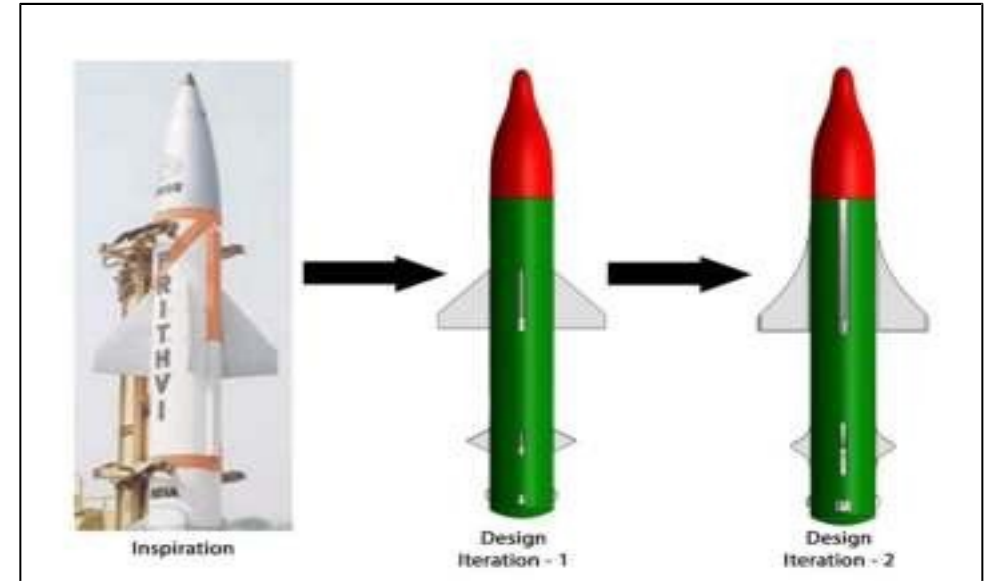 PRITHVI
Inspiration
Design
Iteration - 1
Design
Iteration - 2